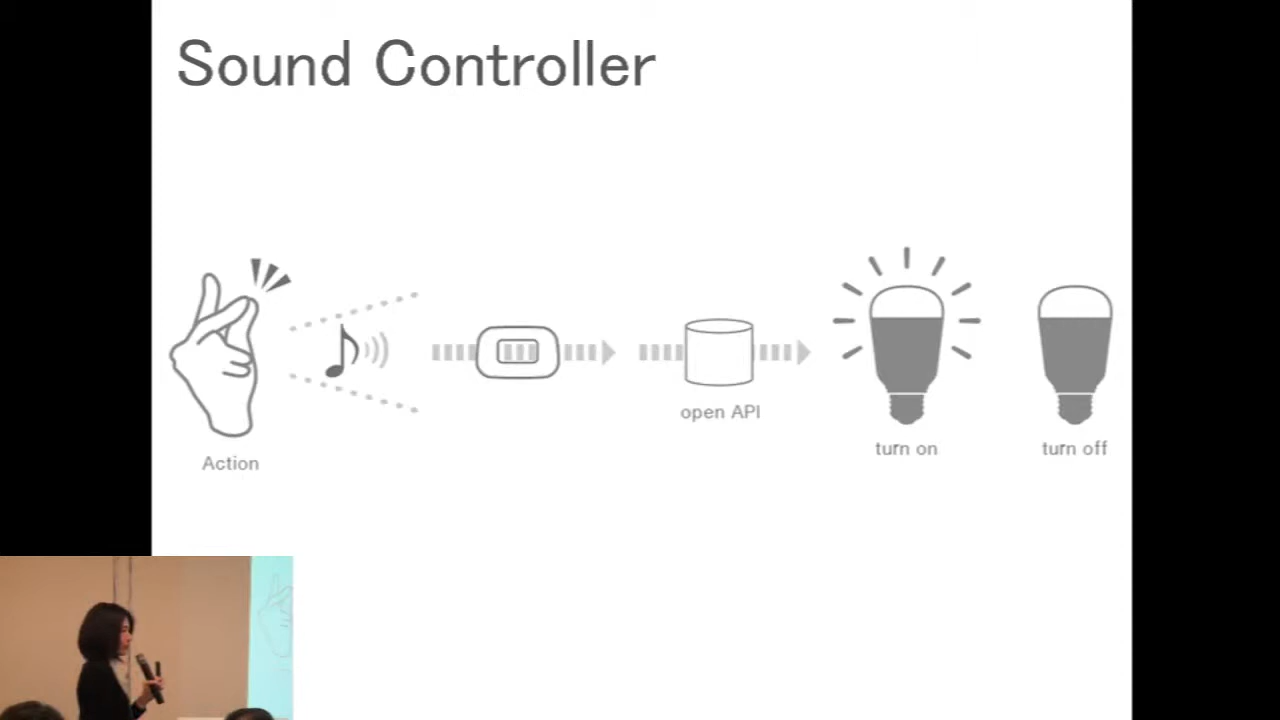 Sound Controller
open API
turn on
turn off
Action